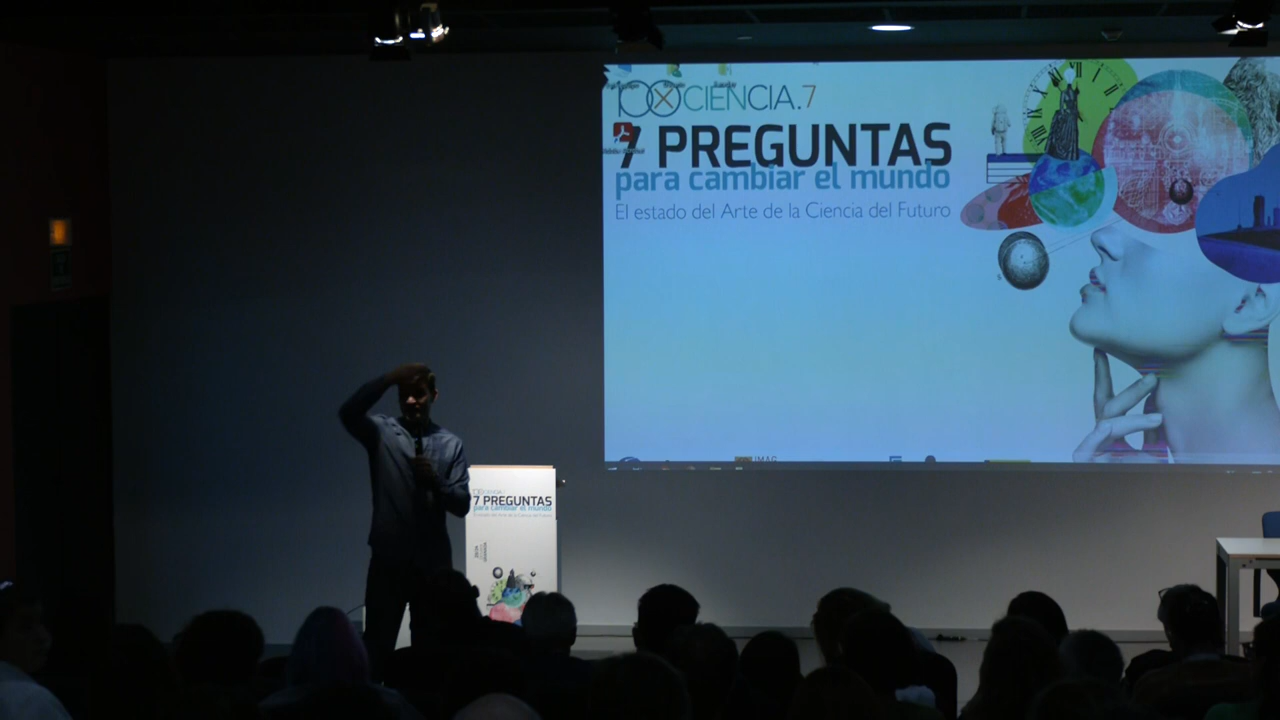 100XCIENCIA.7
7 PREGUNTAS
para cambiar el mundo
El estado del Arte de la Ciencia del Futuro
7 PREGUNTAS
para cambiar el mundo